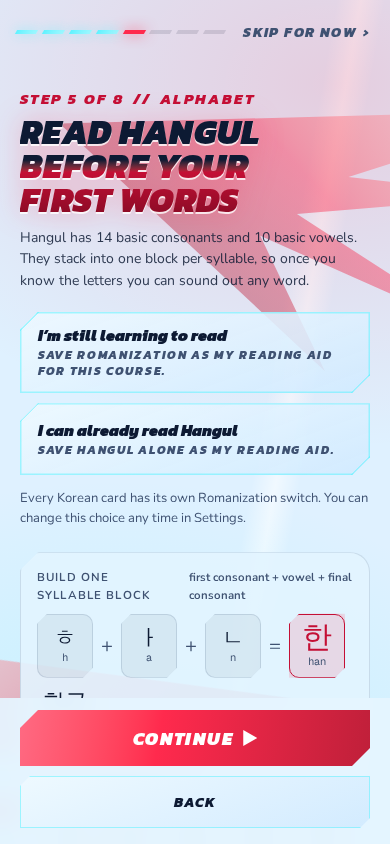 SKIP FOR NOW >
STEP 5 OF 8 // ALPHABET
READ HANGUL
BEFORE YOUR
FIRST WORDS
Hangul has 14 basic consonants and 10 basic vowels.
They stack into one block per syllable, so once you
know the letters you can sound out any word.
I'm still learning to read
SAVE ROMANIZATION AS MY READING AID
FOR THIS COURSE.
I can already read Hangul
SAVE HANGUL ALONE AS MY READING AID.
Every Korean card has its own Romanization switch. You can
change this choice any time in Settings.
BUILD ONE
SYLLABLE BLOCK
first consonant + vowel + final
consonant
ㅎ + ㅏ + ㄴ = 한
h a n han
CONTINUE ▶
BACK